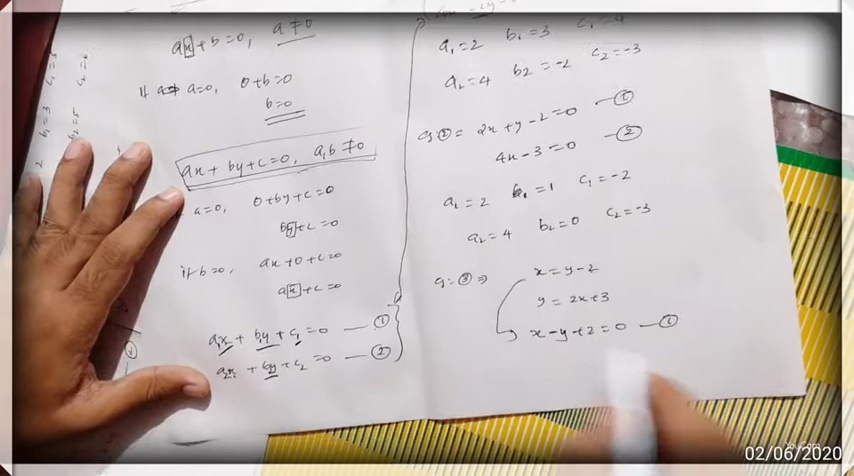 ax + b = 0, a ≠ 0
If a = 0, 0 + b = 0
b = 0
ax + by + c = 0, a, b ≠ 0
a = 0, 0 + by + c = 0
by + c = 0
if b = 0, ax + 0 + c = 0
ax + c = 0
a₁x + b₁y + c₁ = 0 — ①
a₂x + b₂y + c₂ = 0 — ②
a₁ = 2 b₁ = 3 c₁ = 4
a₂ = 4 b₂ = -2 c₂ = -3
2x + y - 2 = 0 — ①
4x - 3 = 0 — ②
a₁ = 2 b₁ = 1 c₁ = -2
a₂ = 4 b₂ = 0 c₂ = -3
③ ⇒ x = y - 2
y = 2x + 3
x - y + 2 = 0 — ①
02/06/2020